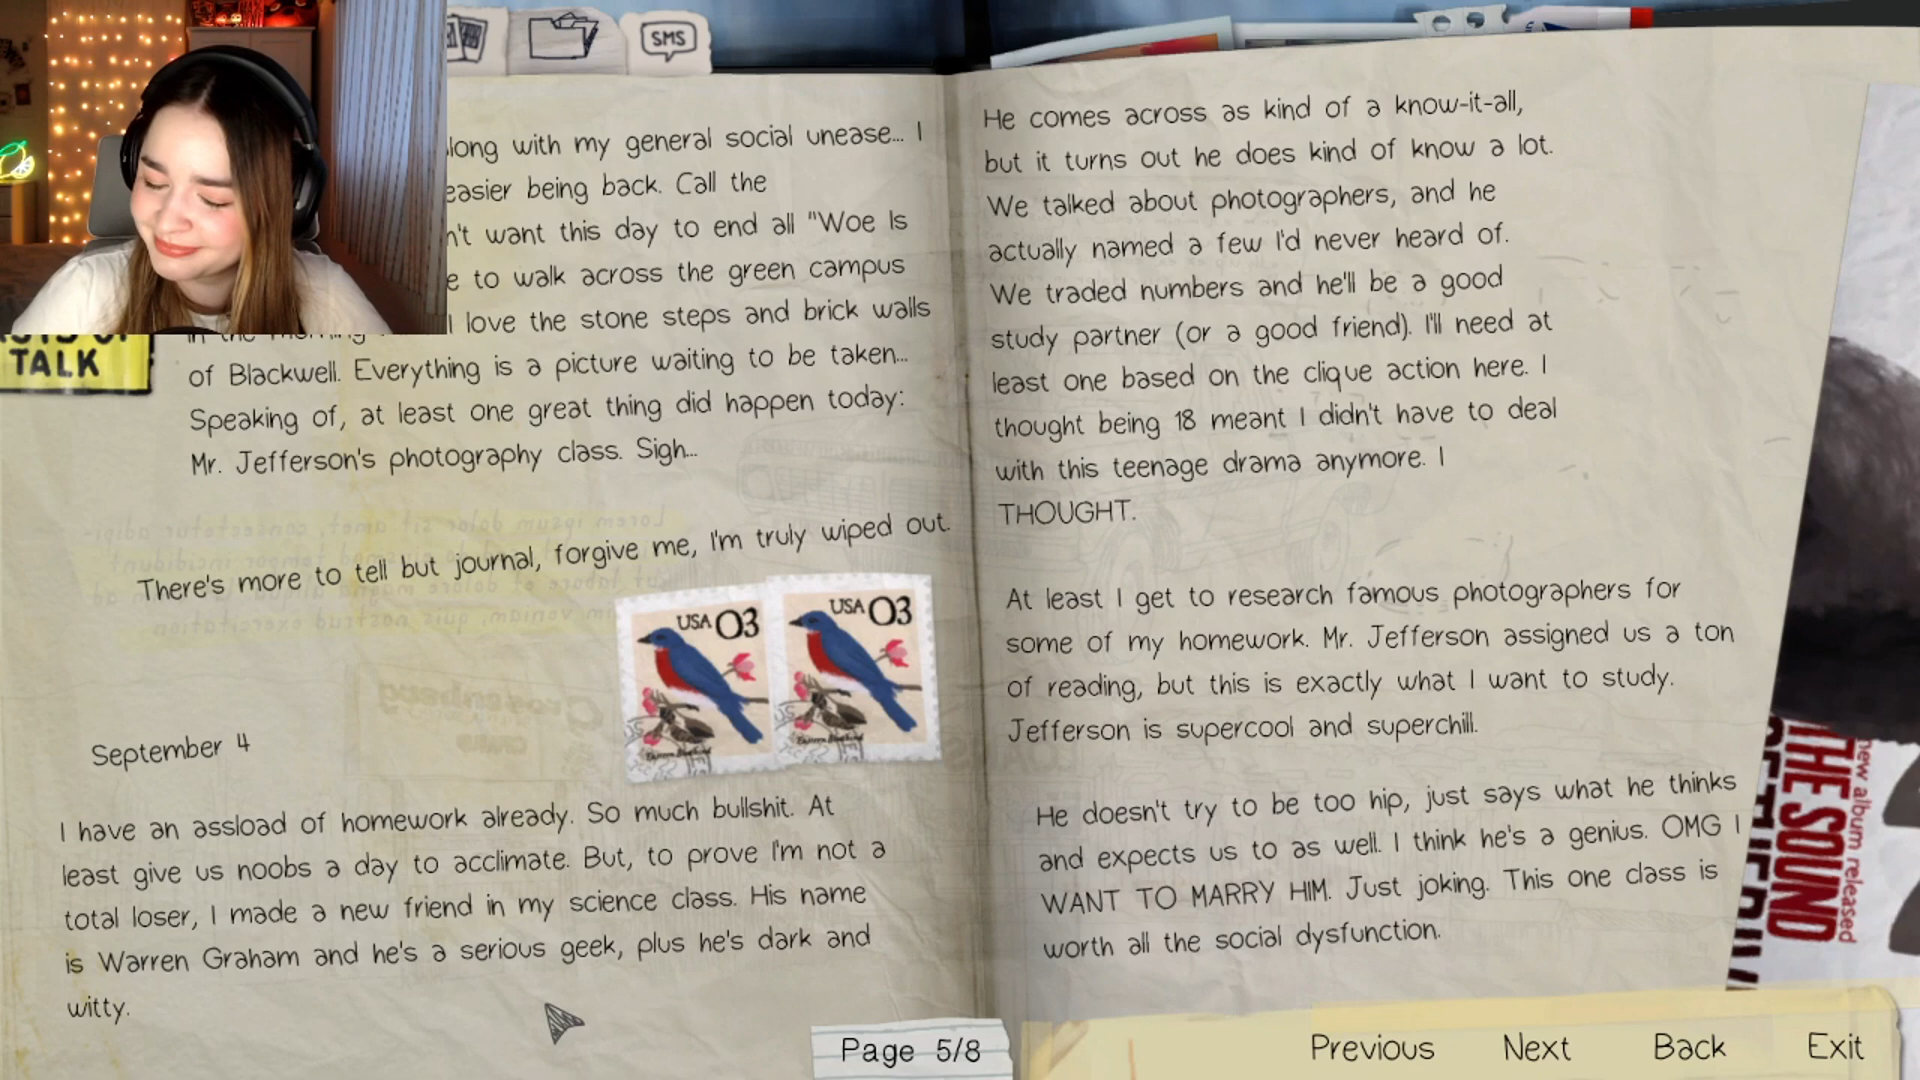 SMS
long with my general social unease... I
easier being back. Call the
n't want this day to end all "Woe Is
e to walk across the green campus
in the morning I love the stone steps and brick walls
TALK
of Blackwell. Everything is a picture waiting to be taken...
Speaking of, at least one great thing did happen today:
Mr. Jefferson's photography class. Sigh...
There's more to tell but journal, forgive me, I'm truly wiped out.
USA 03
USA 03
September 4
I have an assload of homework already. So much bullshit. At
least give us noobs a day to acclimate. But, to prove I'm not a
total loser, I made a new friend in my science class. His name
is Warren Graham and he's a serious geek, plus he's dark and
witty.
He comes across as kind of a know-it-all,
but it turns out he does kind of know a lot.
We talked about photographers, and he
actually named a few I'd never heard of.
We traded numbers and he'll be a good
study partner (or a good friend). I'll need at
least one based on the clique action here. I
thought being 18 meant I didn't have to deal
with this teenage drama anymore. I
THOUGHT.
At least I get to research famous photographers for
some of my homework. Mr. Jefferson assigned us a ton
of reading, but this is exactly what I want to study.
Jefferson is supercool and superchill.
He doesn't try to be too hip, just says what he thinks
and expects us to as well. I think he's a genius. OMG I
WANT TO MARRY HIM. Just joking. This one class is
worth all the social dysfunction.
new album released
THE SOUND
Page 5/8
Previous
Next
Back
Exit